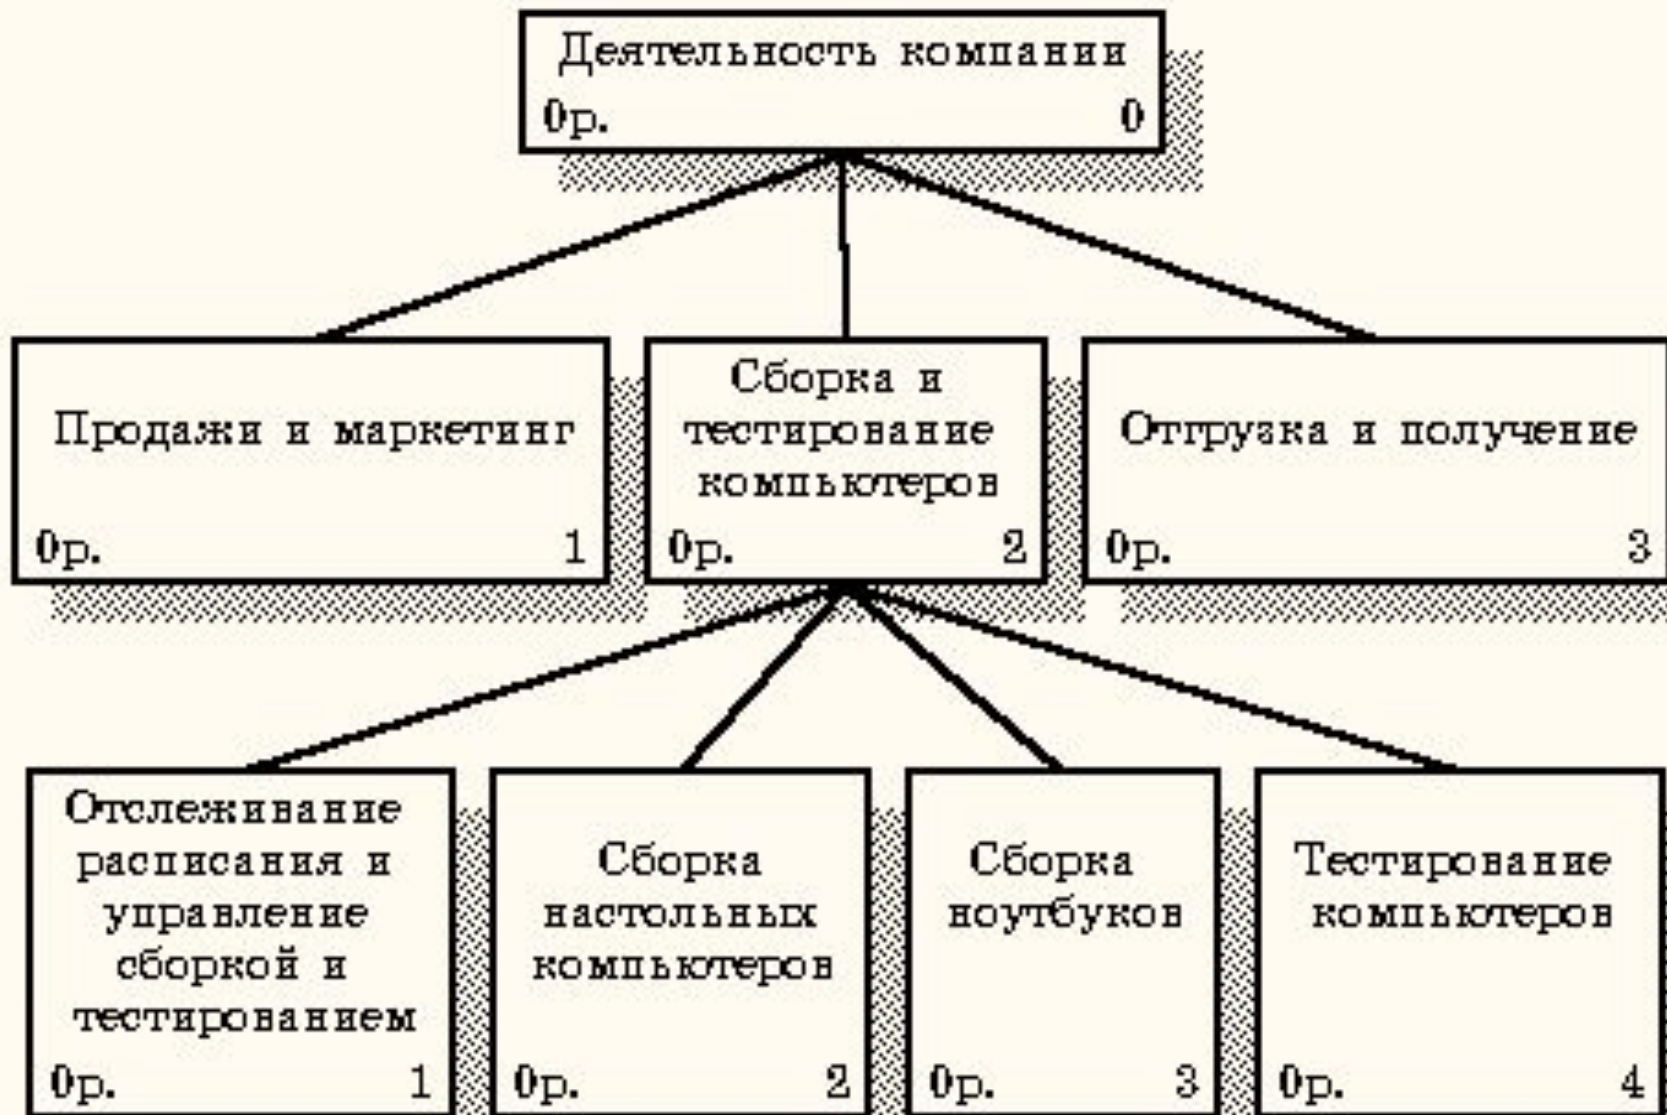 Деятельность компании
0р. 0
Продажи и маркетинг
0р. 1
Сборка и
тестирование
компьютеров
0р. 2
Отгрузка и получение
0р. 3
Отслеживание
расписания и
управление
сборкой и
тестированием
0р. 1
Сборка
настольных
компьютеров
0р. 2
Сборка
ноутбуков
0р. 3
Тестирование
компьютеров
0р. 4